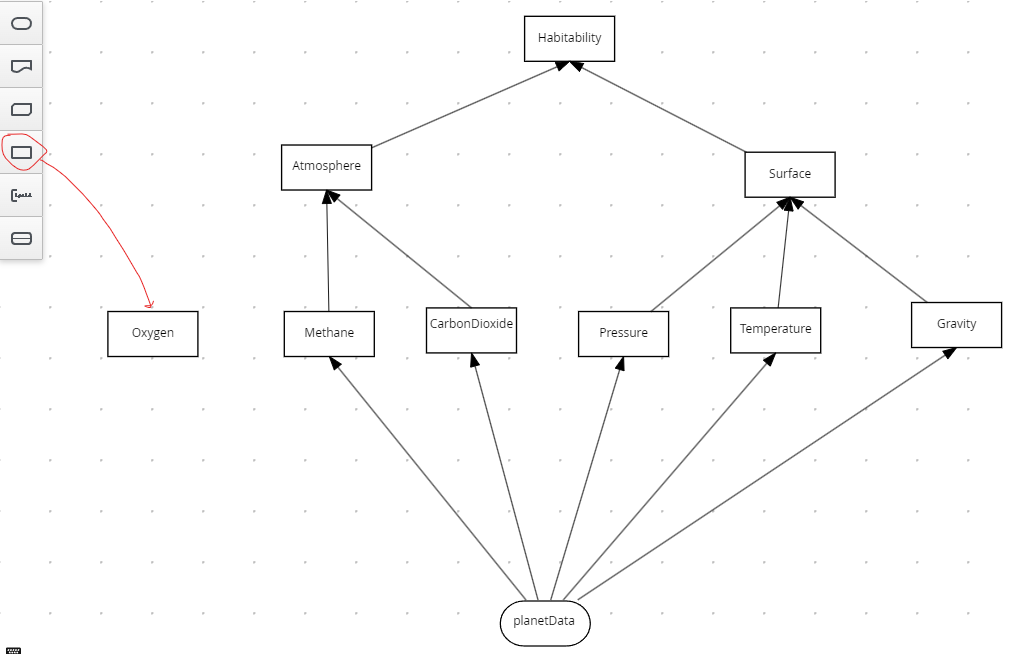 Habitability
Atmosphere
Surface
Oxygen
Methane
CarbonDioxide
Pressure
Temperature
Gravity
planetData